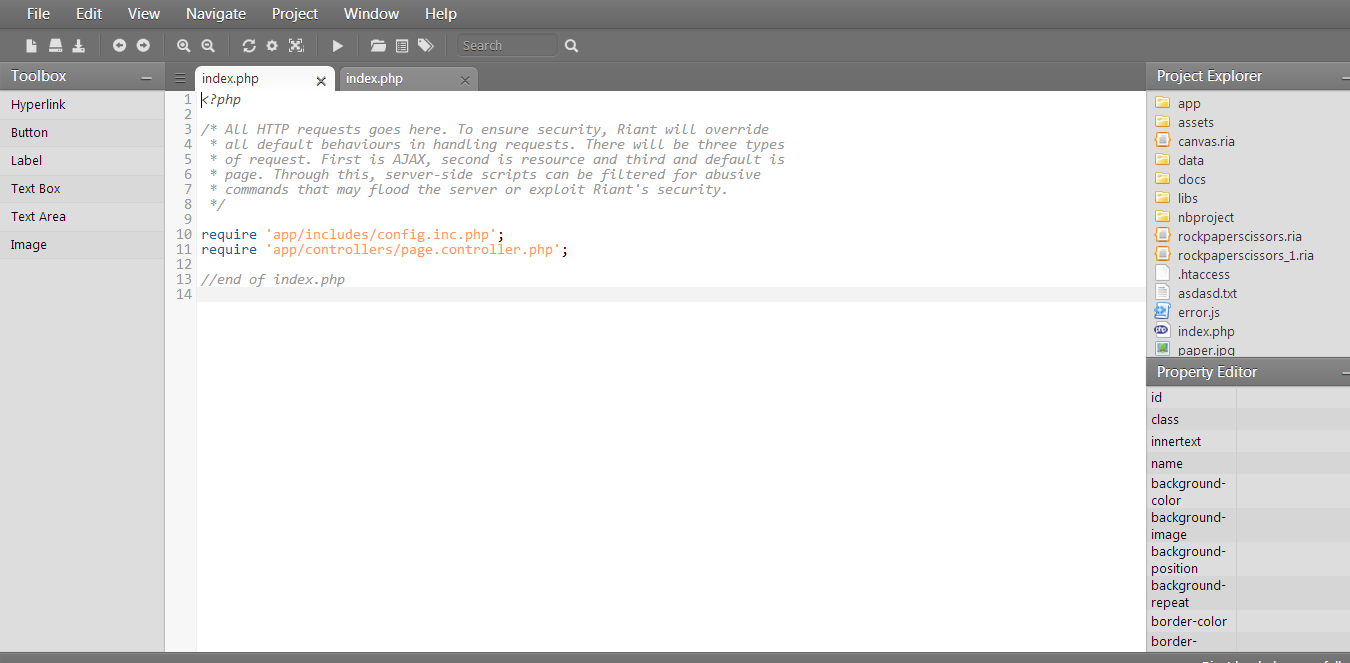 File Edit View Navigate Project Window Help
Search
Toolbox
Hyperlink
Button
Label
Text Box
Text Area
Image
index.php index.php
1 <?php
2
3 /* All HTTP requests goes here. To ensure security, Riant will override
4 * all default behaviours in handling requests. There will be three types
5 * of request. First is AJAX, second is resource and third and default is
6 * page. Through this, server-side scripts can be filtered for abusive
7 * commands that may flood the server or exploit Riant's security.
8 */
9
10 require 'app/includes/config.inc.php';
11 require 'app/controllers/page.controller.php';
12
13 //end of index.php
14
Project Explorer
app
assets
canvas.ria
data
docs
libs
nbproject
rockpaperscissors.ria
rockpaperscissors_1.ria
.htaccess
asdasd.txt
error.js
php index.php
paper.jpg
Property Editor
id
class
innertext
name
background-
color
background-
image
background-
position
background-
repeat
border-color
border-